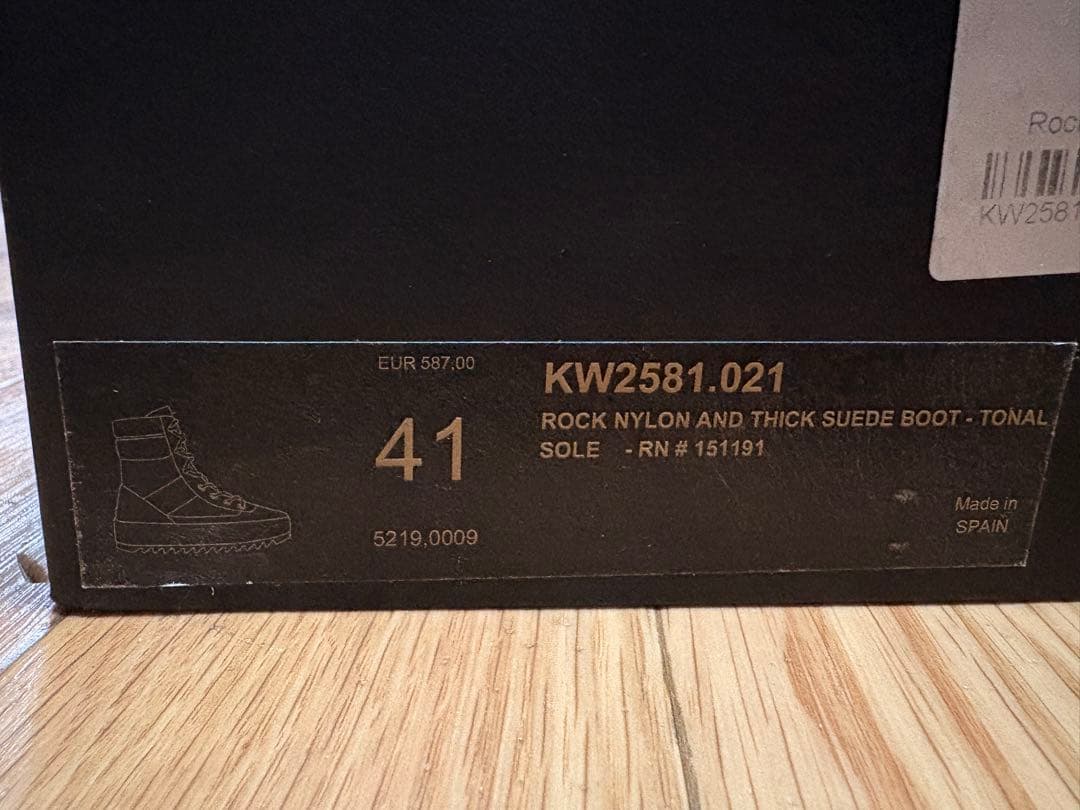 Roc
KW2581
EUR 587,00
KW2581.021
ROCK NYLON AND THICK SUEDE BOOT - TONAL
SOLE - RN # 151191
41
5219,0009
Made in
SPAIN